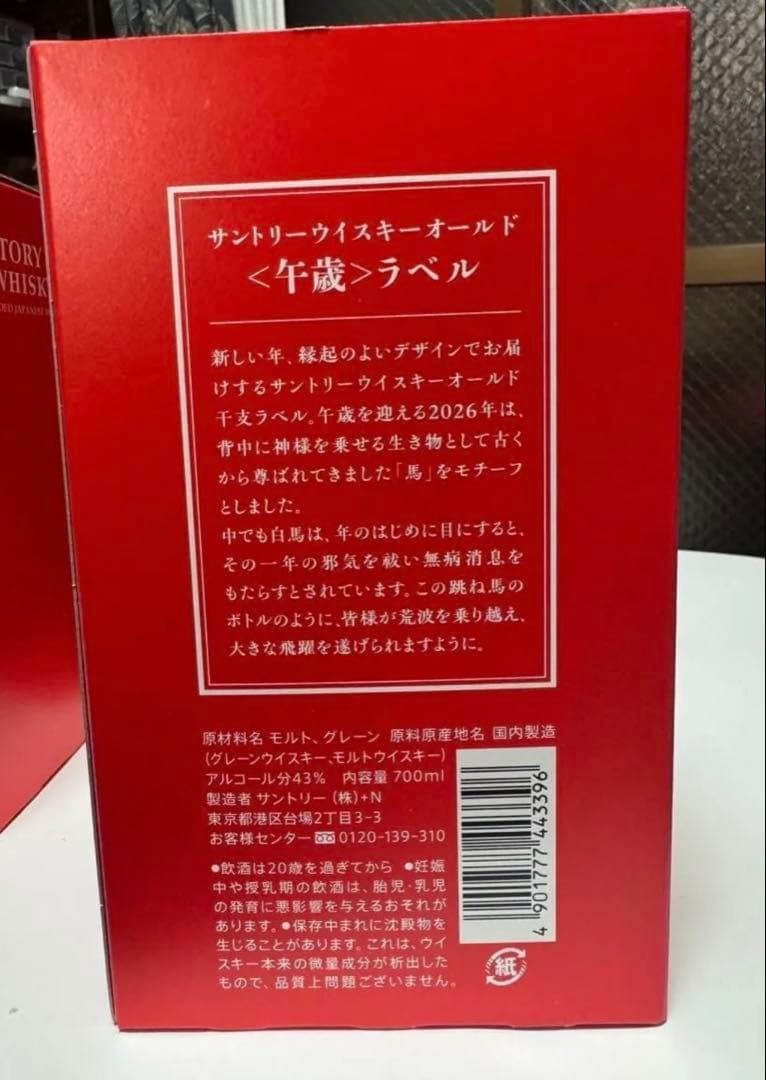 TORY
WHISK
サントリーウイスキーオールド
<午歳>ラベル
新しい年、縁起のよいデザインでお届
けするサントリーウイスキーオールド
干支ラベル。午歳を迎える2026年は、
背中に神様を乗せる生き物として古く
から尊ばれてきました「馬」をモチーフ
としました。
中でも白馬は、年のはじめに目にすると、
その一年の邪気を祓い無病消息を
もたらすとされています。この跳ね馬の
ボトルのように、皆様が荒波を乗り越え、
大きな飛躍を遂げられますように。
原材料名 モルト、グレーン 原料原産地名 国内製造
(グレーンウイスキー、モルトウイスキー)
アルコール分43% 内容量 700ml
製造者 サントリー(株)+N
東京都港区台場2丁目3-3
お客様センター 0120-139-310
●飲酒は20歳を過ぎてから ●妊娠
中や授乳期の飲酒は、胎児・乳児
の発育に悪影響を与えるおそれが
あります。●保存中まれに沈殿物を
生じることがあります。これは、ウイ
スキー本来の微量成分が析出した
もので、品質上問題ございません。
4 901777 443396
紙